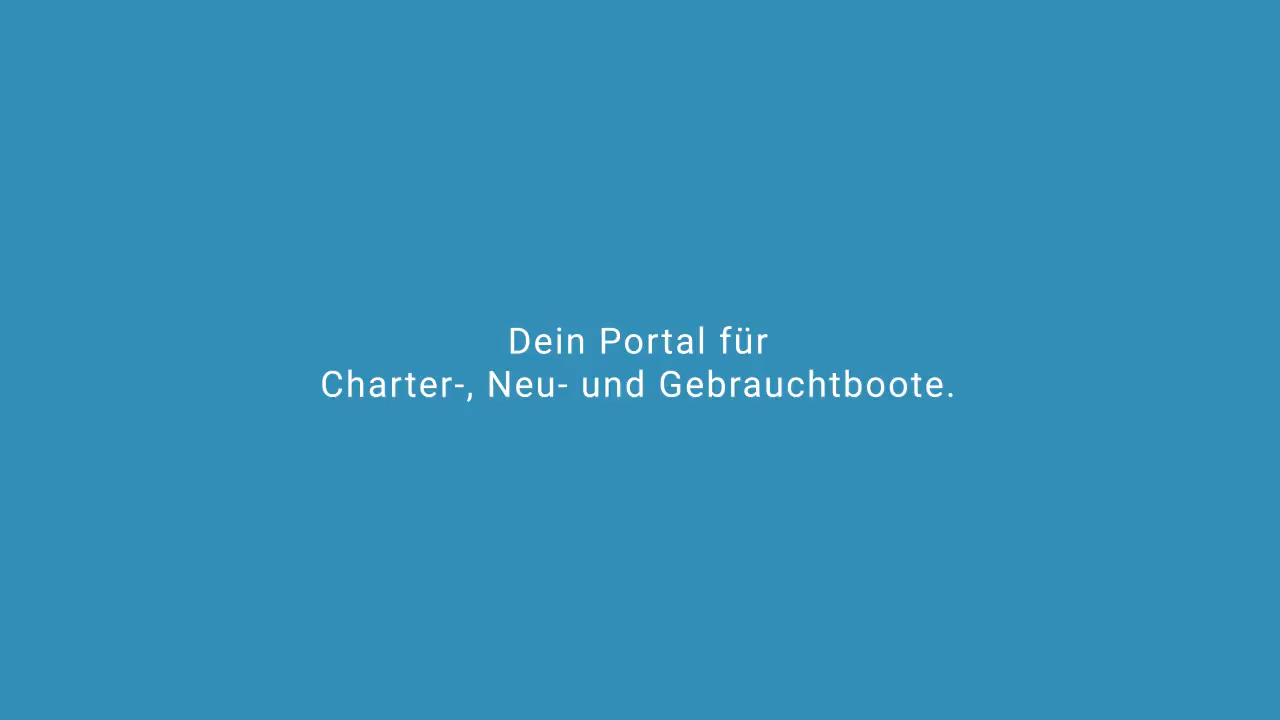 Dein Portal für
Charter-, Neu- und Gebrauchtboote.